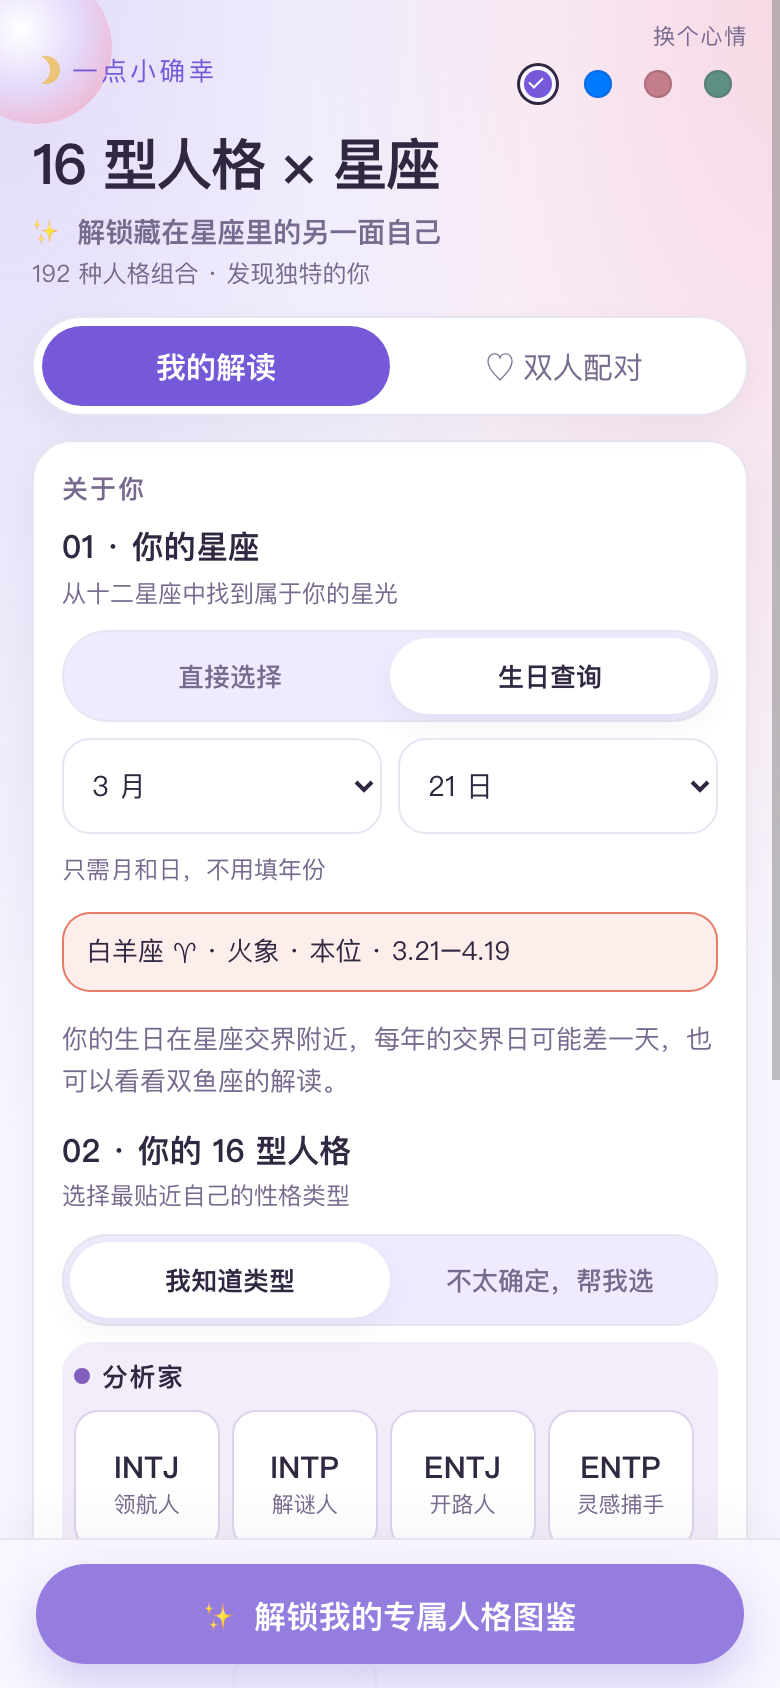 换个心情
一点小确幸
16 型人格 × 星座
✨ 解锁藏在星座里的另一面自己
192 种人格组合 · 发现独特的你
我的解读
♡ 双人配对
关于你
01 · 你的星座
从十二星座中找到属于你的星光
直接选择
生日查询
3 月
21 日
只需月和日，不用填年份
白羊座 ♈︎ · 火象 · 本位 · 3.21—4.19
你的生日在星座交界附近，每年的交界日可能差一天，也
可以看看双鱼座的解读。
02 · 你的 16 型人格
选择最贴近自己的性格类型
我知道类型
不太确定，帮我选
分析家
INTJ
领航人
INTP
解谜人
ENTJ
开路人
ENTP
灵感捕手
✨ 解锁我的专属人格图鉴